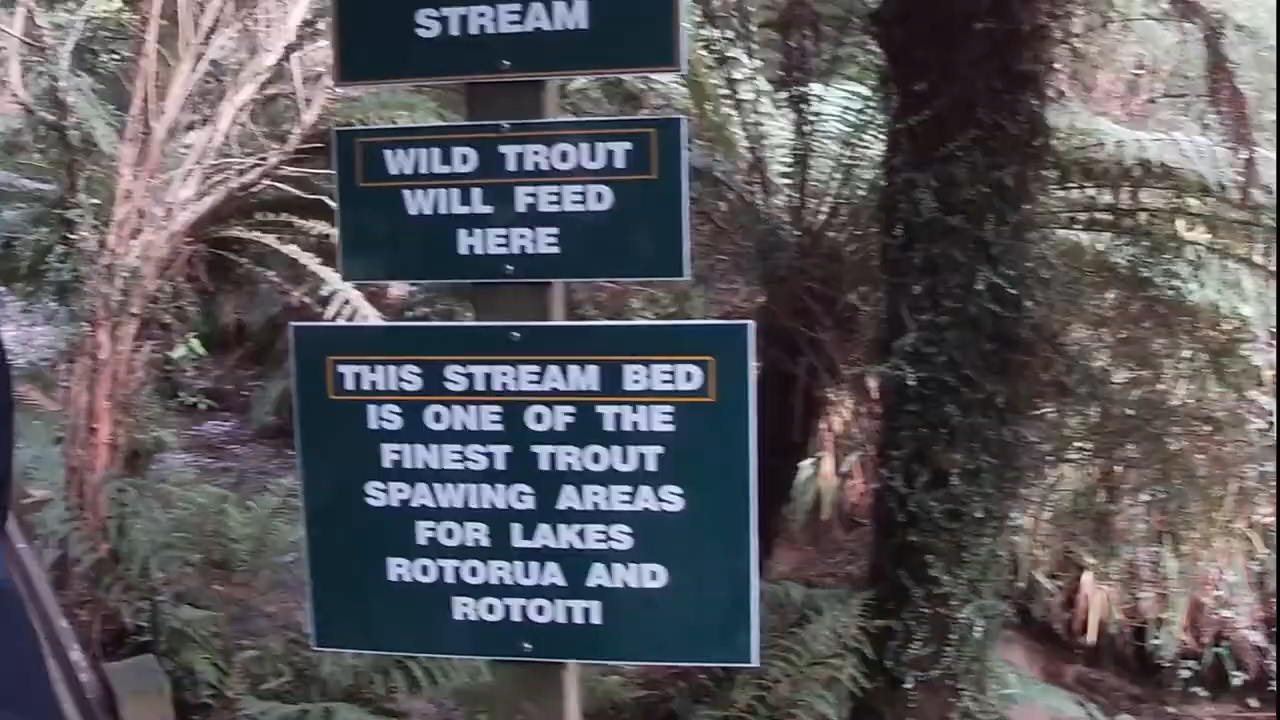 STREAM
WILD TROUT
WILL FEED
HERE
THIS STREAM BED
IS ONE OF THE
FINEST TROUT
SPAWING AREAS
FOR LAKES
ROTORUA AND
ROTOITI